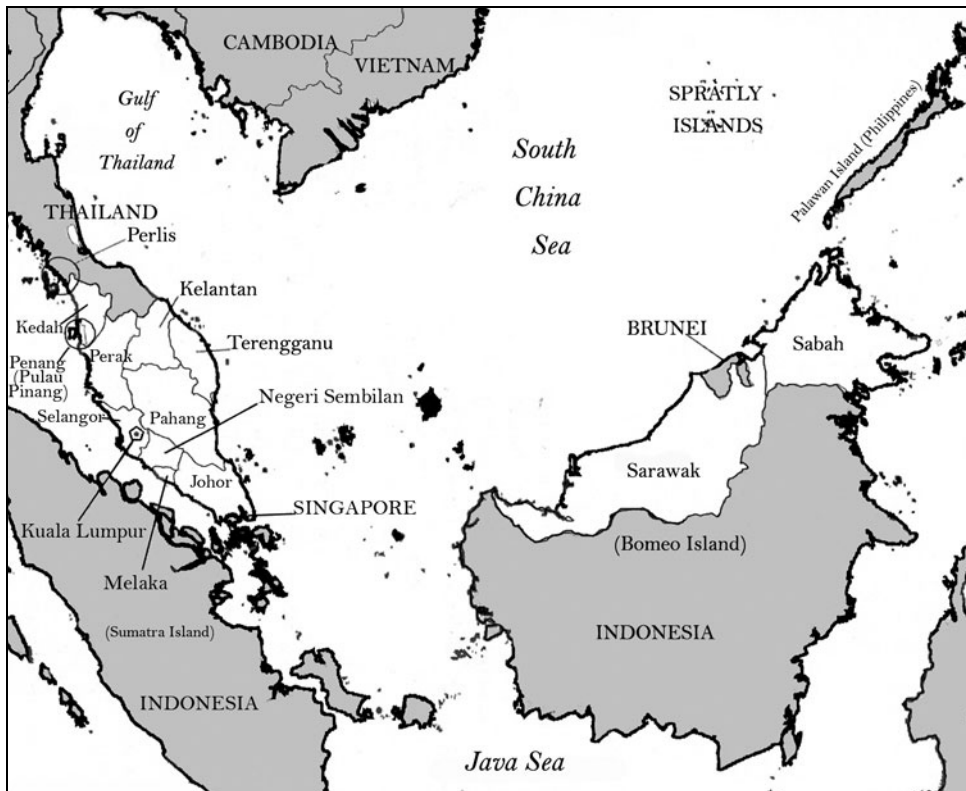 CAMBODIA
VIETNAM
Gulf
of
Thailand
SPRATLY
ISLANDS
Palawan Island (Philippines)
South
China
Sea
THAILAND
Perlis
Kelantan
Kedah
Terengganu
BRUNEI
Sabah
Penang
(Pulau
Pinang)
Perak
Negeri Sembilan
Selangor
Pahang
Sarawak
Johor
SINGAPORE
Kuala Lumpur
(Bomeo Island)
Melaka
(Sumatra Island)
INDONESIA
INDONESIA
Java Sea